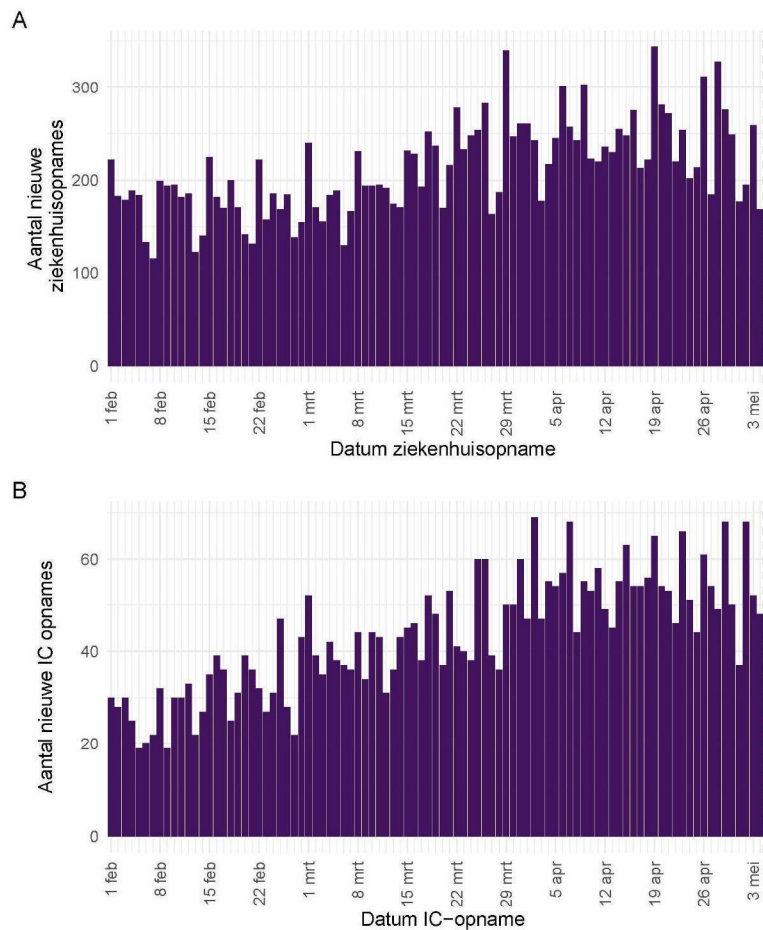 A
Aantal nieuwe
ziekenhuisopnames
300
200
100
0
1 feb
8 feb
15 feb
22 feb
1 mrt
8 mrt
15 mrt
22 mrt
29 mrt
5 apr
12 apr
19 apr
26 apr
3 mei
Datum ziekenhuisopname
B
Aantal nieuwe IC opnames
60
40
20
0
1 feb
8 feb
15 feb
22 feb
1 mrt
8 mrt
15 mrt
22 mrt
29 mrt
5 apr
12 apr
19 apr
26 apr
3 mei
Datum IC−opname